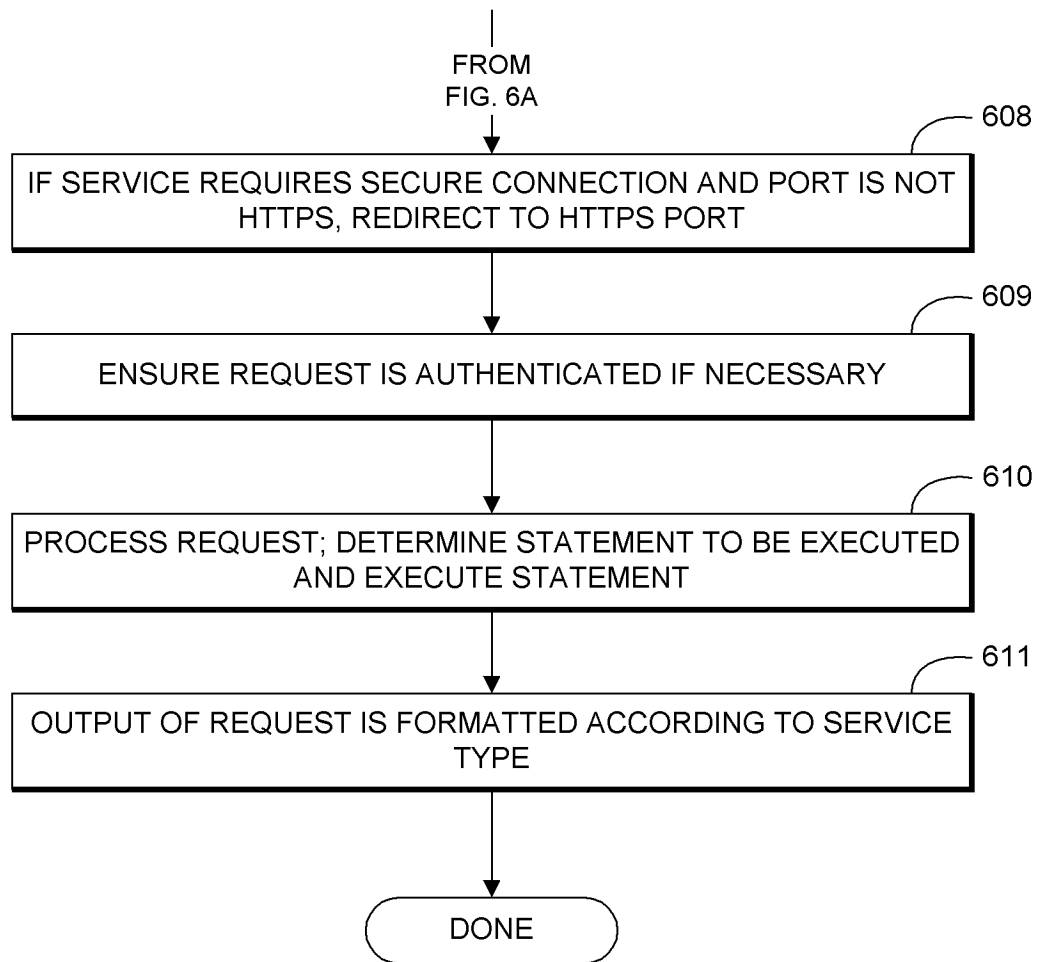 FROM
FIG. 6A
608
IF SERVICE REQUIRES SECURE CONNECTION AND PORT IS NOT
HTTPS, REDIRECT TO HTTPS PORT
609
ENSURE REQUEST IS AUTHENTICATED IF NECESSARY
610
PROCESS REQUEST; DETERMINE STATEMENT TO BE EXECUTED
AND EXECUTE STATEMENT
611
OUTPUT OF REQUEST IS FORMATTED ACCORDING TO SERVICE
TYPE
DONE